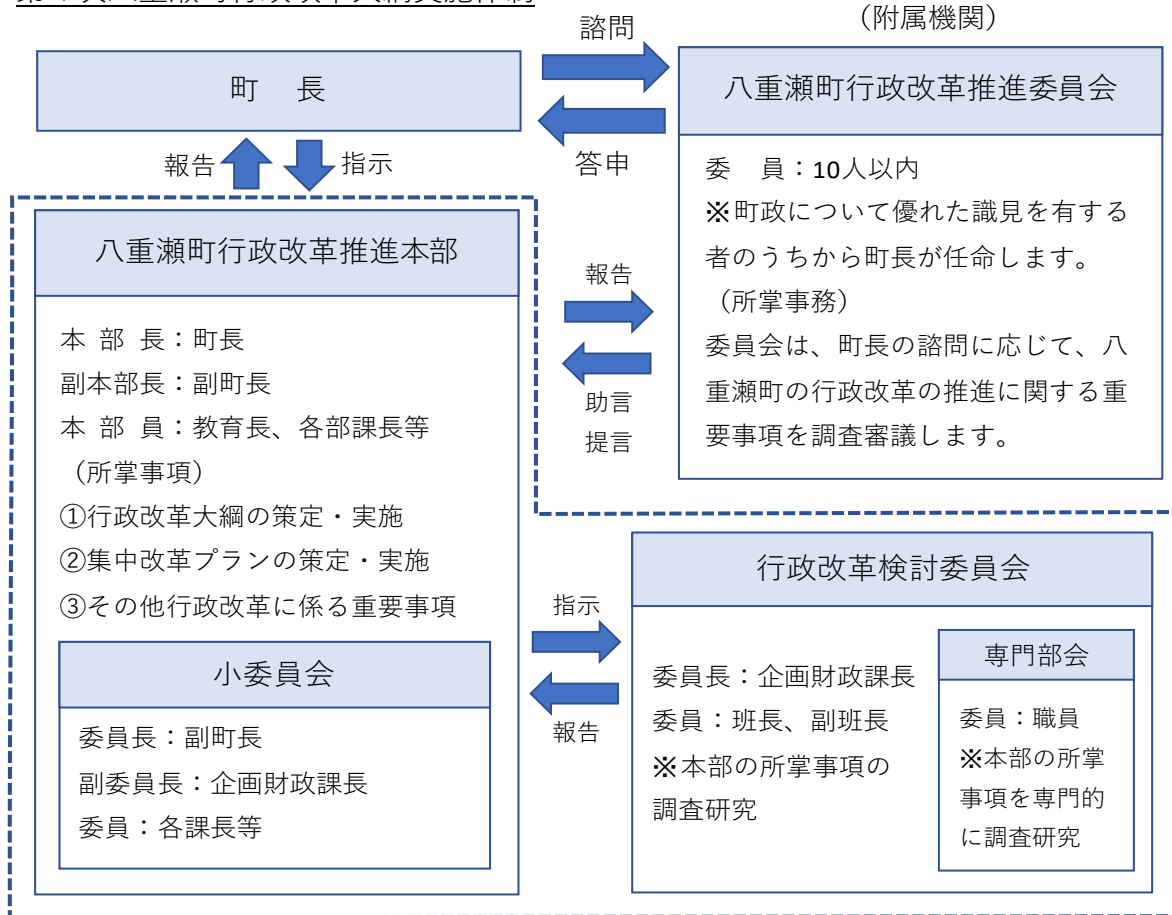 諮問
(附属機関)
町　長
八重瀬町行政改革推進委員会
答申
報告
指示
委　員：10人以内
※町政について優れた識見を有する
者のうちから町長が任命します。
（所掌事務）
委員会は、町長の諮問に応じて、八
重瀬町の行政改革の推進に関する重
要事項を調査審議します。
八重瀬町行政改革推進本部
本 部 長：町長
副本部長：副町長
本 部 員：教育長、各部課長等
（所掌事項）
①行政改革大綱の策定・実施
②集中改革プランの策定・実施
③その他行政改革に係る重要事項
報告
助言
提言
小委員会
委員長：副町長
副委員長：企画財政課長
委員：各課長等
指示
報告
行政改革検討委員会
委員長：企画財政課長
委員：班長、副班長
※本部の所掌事項の
調査研究
専門部会
委員：職員
※本部の所掌
事項を専門的
に調査研究